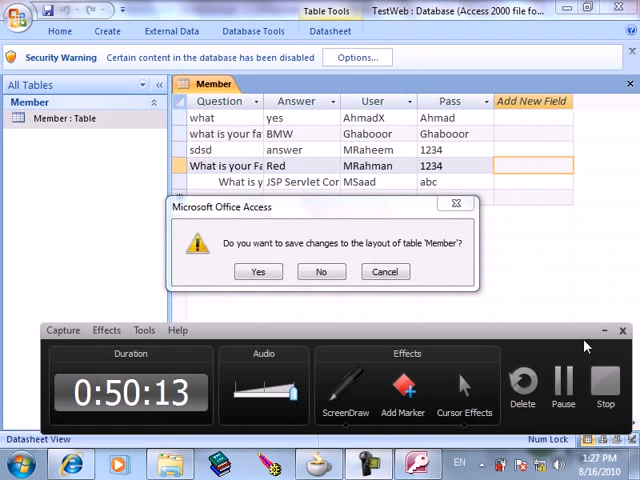 Table Tools
TestWeb : Database (Access 2000 file fo...
Home
Create
External Data
Database Tools
Datasheet
Security Warning
Certain content in the database has been disabled
Options...
All Tables
Member
Member : Table
Member
Question
Answer
User
Pass
Add New Field
what
yes
AhmadX
Ahmad
what is your fa
BMW
Ghabooor
Ghabooor
sdsd
answer
MRaheem
1234
What is your Fa
Red
MRahman
1234
What is y
JSP Servlet Cor
MSaad
abc
Microsoft Office Access
Do you want to save changes to the layout of table 'Member'?
Yes
No
Cancel
Capture
Effects
Tools
Help
Duration
0:50:13
Audio
Effects
ScreenDraw
Add Marker
Cursor Effects
Delete
Pause
Stop
Datasheet View
Num Lock
EN
1:27 PM
8/16/2010